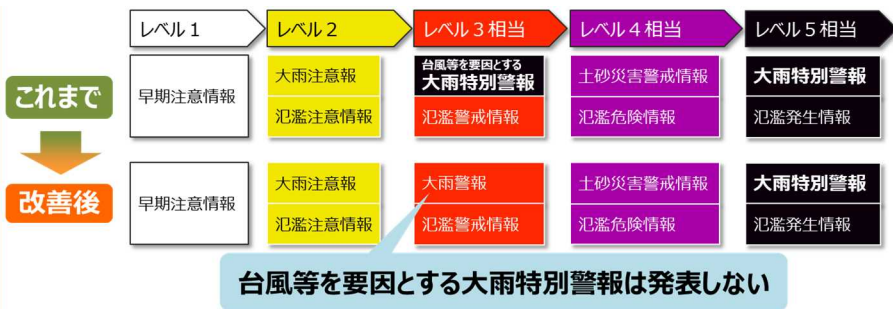 レベル1
レベル2
レベル3相当
レベル4相当
レベル5相当
これまで
早期注意情報
大雨注意報
氾濫注意情報
台風等を要因とする
大雨特別警報
氾濫警戒情報
土砂災害警戒情報
氾濫危険情報
大雨特別警報
氾濫発生情報
改善後
早期注意情報
大雨注意報
氾濫注意情報
大雨警報
氾濫警戒情報
土砂災害警戒情報
氾濫危険情報
大雨特別警報
氾濫発生情報
台風等を要因とする大雨特別警報は発表しない